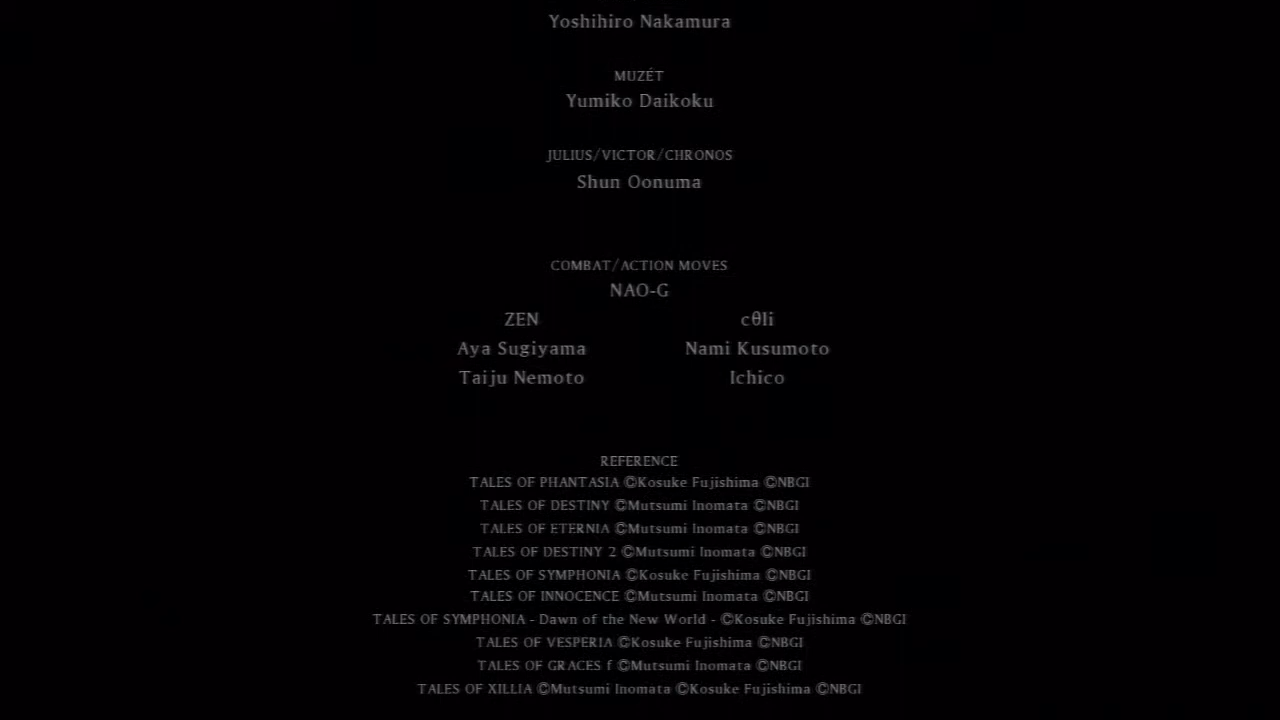 Yoshihiro Nakamura
MUZÉT
Yumiko Daikoku
JULIUS/VICTOR/CHRONOS
Shun Oonuma
COMBAT/ACTION MOVES
NAO-G
ZEN cθli
Aya Sugiyama Nami Kusumoto
Taiju Nemoto Ichico
REFERENCE
TALES OF PHANTASIA ©Kosuke Fujishima ©NBGI
TALES OF DESTINY ©Mutsumi Inomata ©NBGI
TALES OF ETERNIA ©Mutsumi Inomata ©NBGI
TALES OF DESTINY 2 ©Mutsumi Inomata ©NBGI
TALES OF SYMPHONIA ©Kosuke Fujishima ©NBGI
TALES OF INNOCENCE ©Mutsumi Inomata ©NBGI
TALES OF SYMPHONIA - Dawn of the New World - ©Kosuke Fujishima ©NBGI
TALES OF VESPERIA ©Kosuke Fujishima ©NBGI
TALES OF GRACES f ©Mutsumi Inomata ©NBGI
TALES OF XILLIA ©Mutsumi Inomata ©Kosuke Fujishima ©NBGI